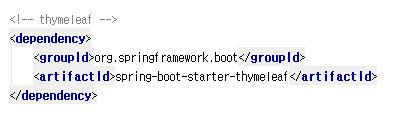 <!-- thymeleaf -->
<dependency>
    <groupId>org.springframework.boot</groupId>
    <artifactId>spring-boot-starter-thymeleaf</artifactId>
</dependency>